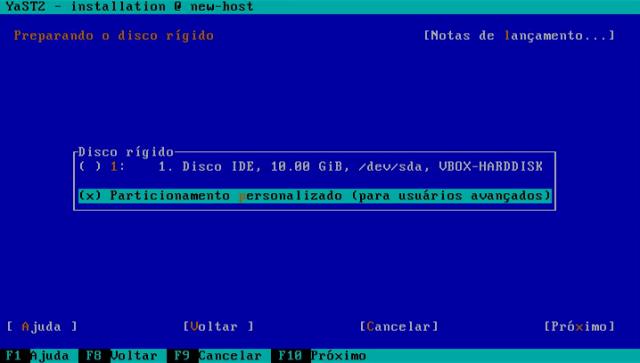 YaST2 - installation @ new-host
Preparando o disco rígido [Notas de lançamento...]
Disco rígido
( ) 1: 1. Disco IDE, 10.00 GiB, /dev/sda, VBOX-HARDDISK
(x) Particionamento personalizado (para usuários avançados)
[ Ajuda ] [Voltar ] [Cancelar] [Próximo]
F1 Ajuda F8 Voltar F9 Cancelar F10 Próximo